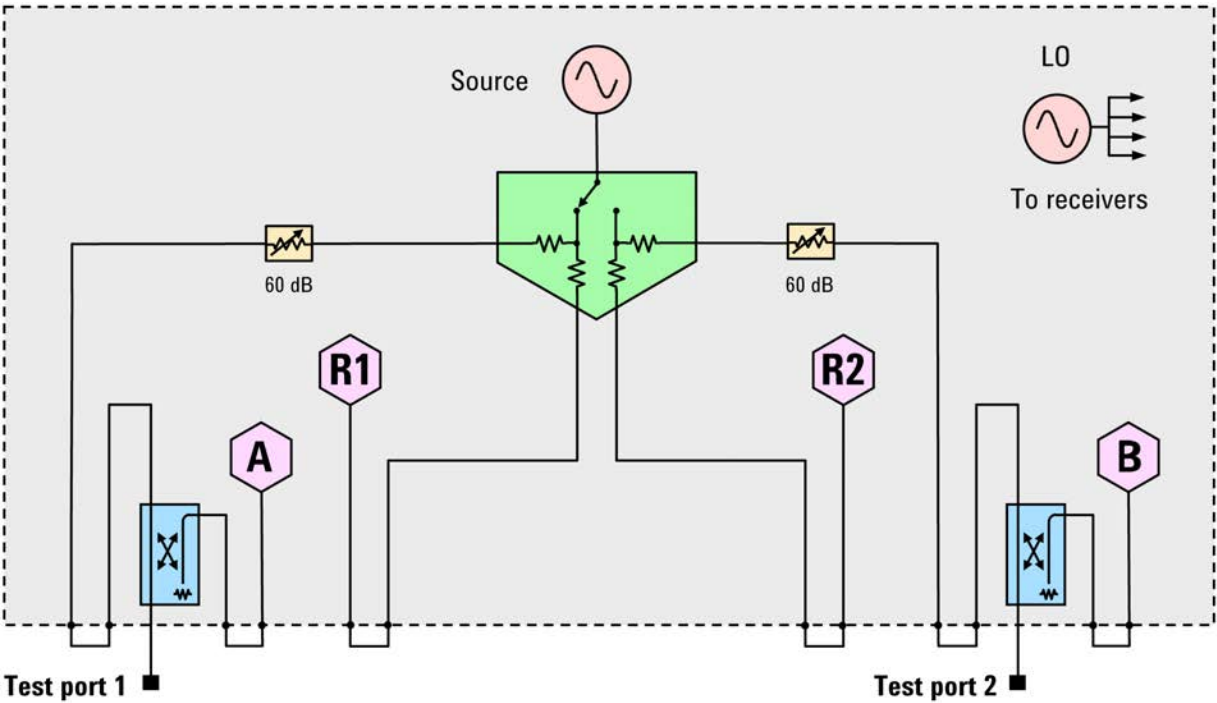 Source
LO
To receivers
60 dB
60 dB
R1
R2
A
B
Test port 1
Test port 2